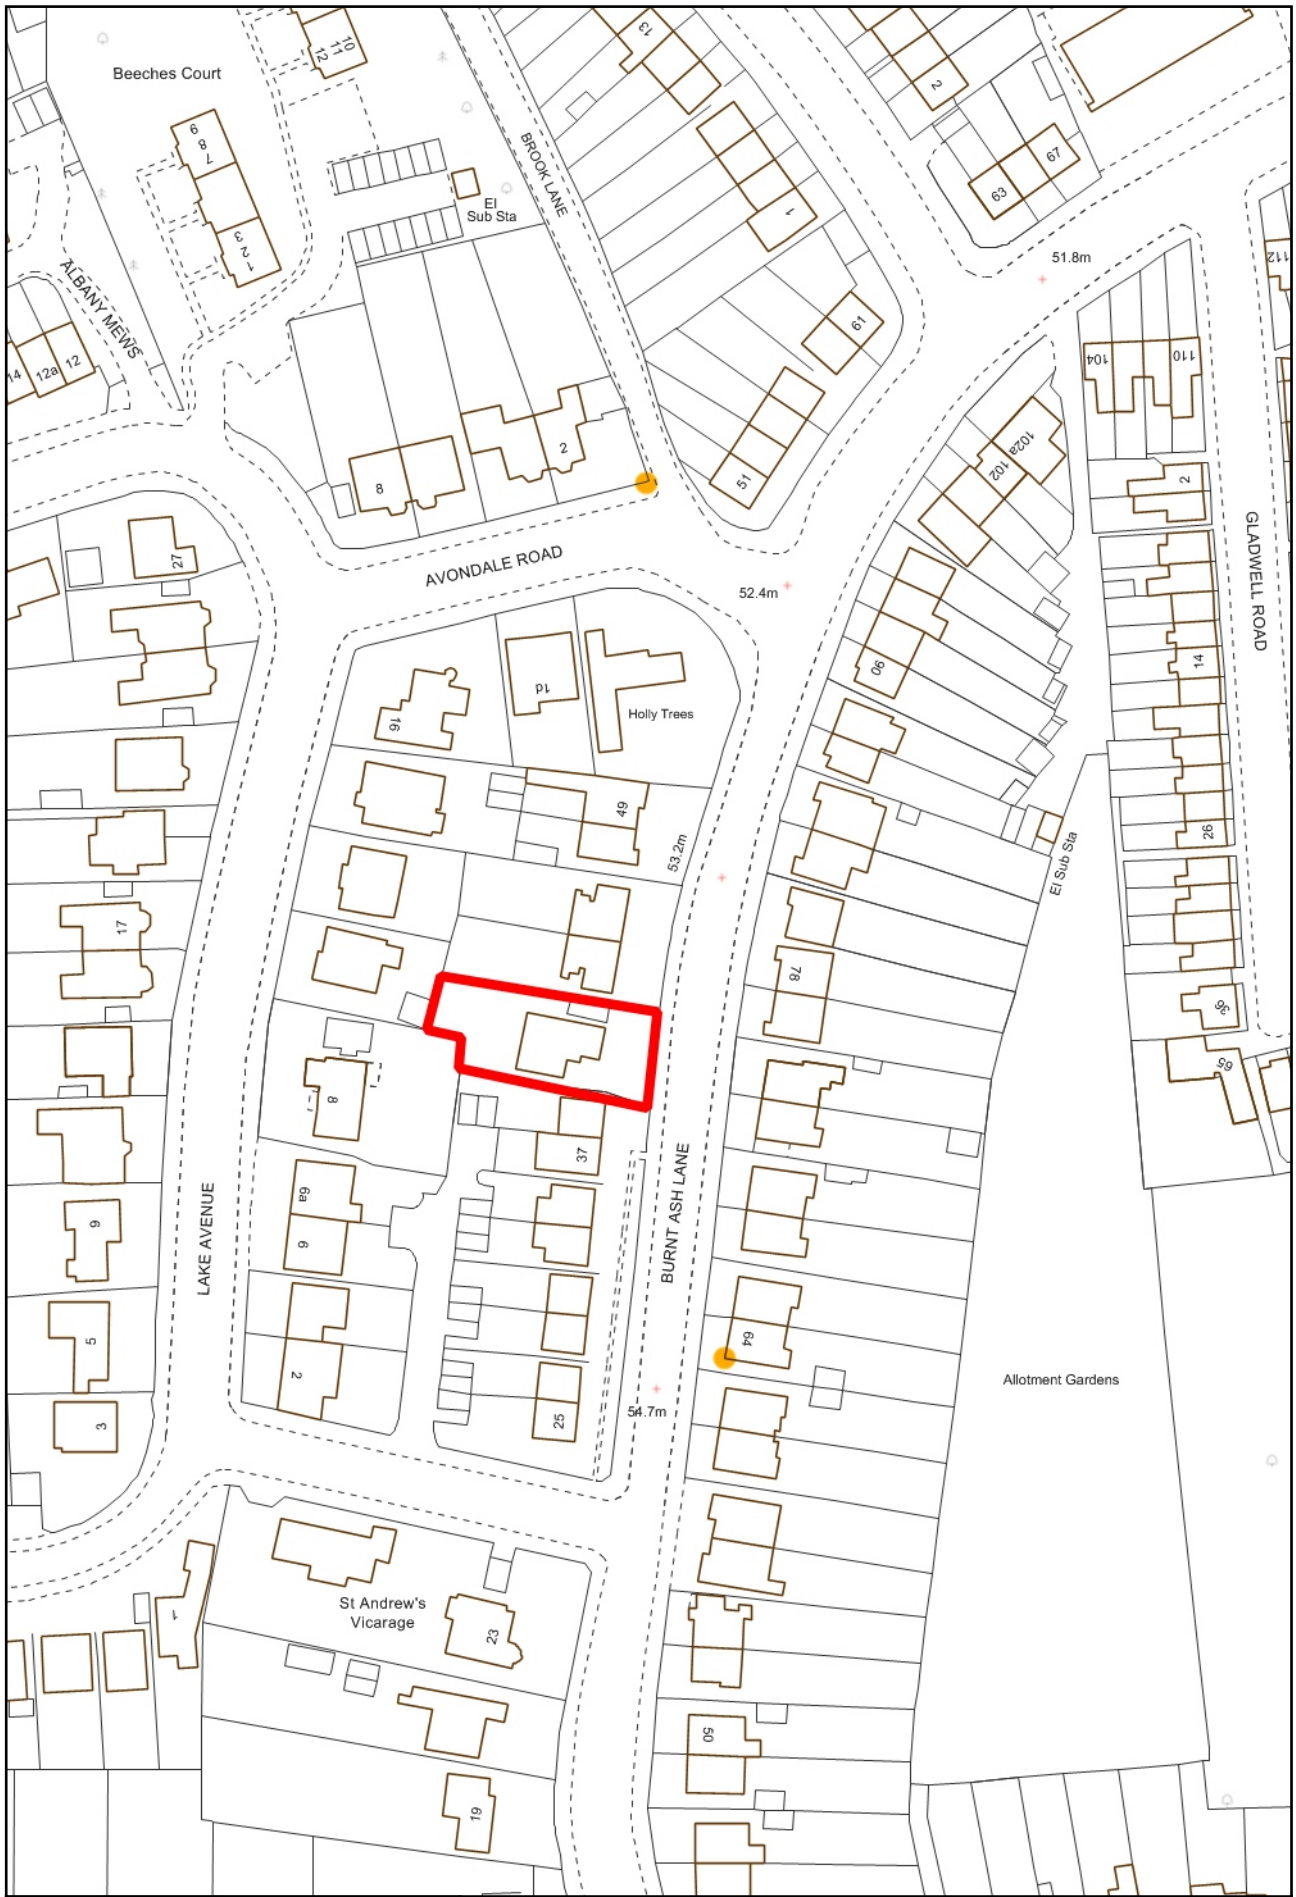 13
10
11
12
Beeches Court
2
9
8
7
BROOK LANE
67
63
El
Sub Sta
1
3
2
1
51.8m
112
ALBANY MEWS
61
104
110
14
12a
12
102a
102
2
2
8
51
GLADWELL ROAD
27
AVONDALE ROAD
52.4m
90
14
1d
16
Holly Trees
49
26
53.2m
El Sub Sta
17
78
36
65
8
37
BURNT ASH LANE
6a
9
6
LAKE AVENUE
5
64
2
Allotment Gardens
3
25
54.7m
St Andrew's
Vicarage
1
23
50
19